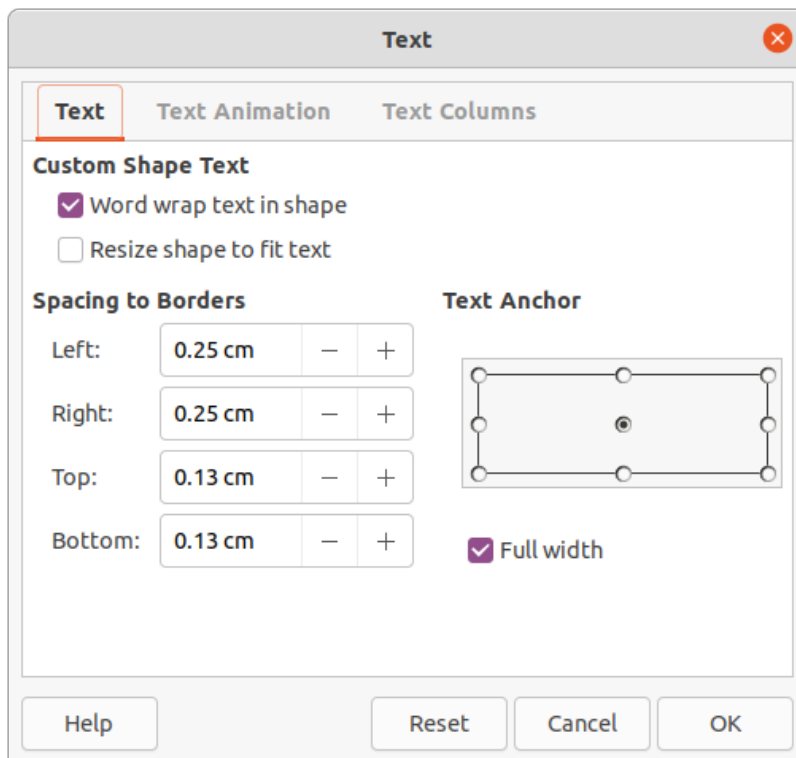 Text
Text Text Animation Text Columns
Custom Shape Text
Word wrap text in shape
Resize shape to fit text
Spacing to Borders Text Anchor
Left: 0.25 cm − +
Right: 0.25 cm − +
Top: 0.13 cm − +
Bottom: 0.13 cm − +
Full width
Help Reset Cancel OK